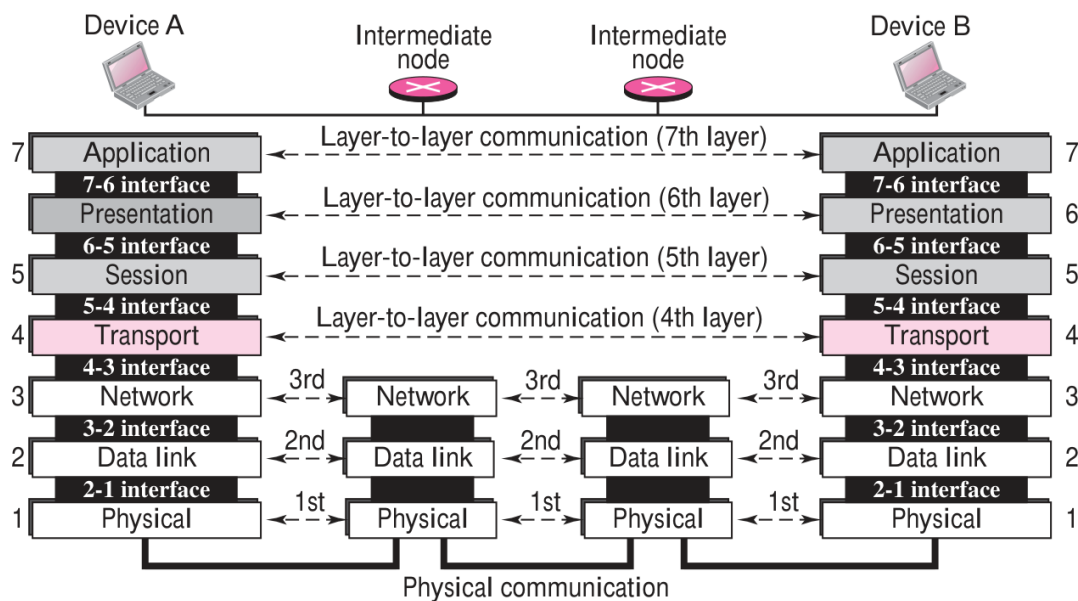 Device A
Intermediate
node
Intermediate
node
Device B
7 Application Layer-to-layer communication (7th layer) Application 7
7-6 interface 7-6 interface
Presentation Layer-to-layer communication (6th layer) Presentation 6
6-5 interface 6-5 interface
5 Session Layer-to-layer communication (5th layer) Session 5
5-4 interface 5-4 interface
4 Transport Layer-to-layer communication (4th layer) Transport 4
4-3 interface 4-3 interface
3 Network 3rd Network 3rd Network 3rd Network 3
3-2 interface 3-2 interface
2 Data link 2nd Data link 2nd Data link 2nd Data link 2
2-1 interface 2-1 interface
1 Physical 1st Physical 1st Physical 1st Physical 1
Physical communication